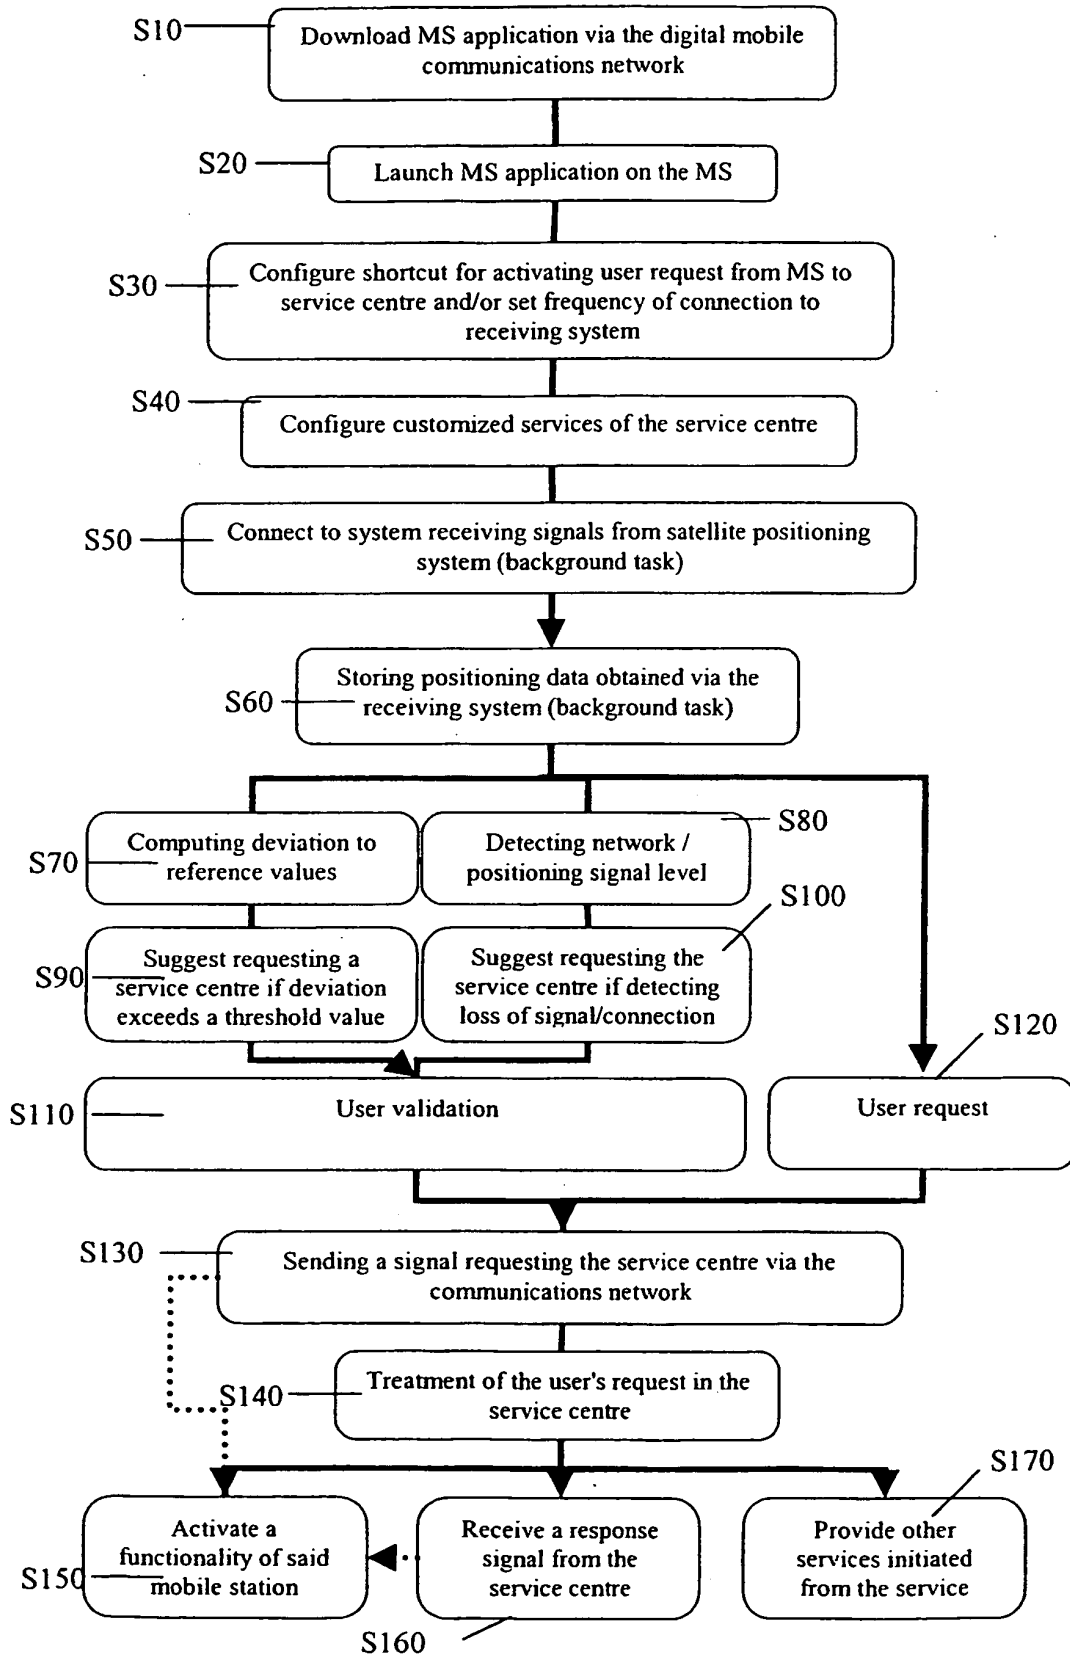 S10
Download MS application via the digital mobile
communications network
S20
Launch MS application on the MS
S30
Configure shortcut for activating user request from MS to
service centre and/or set frequency of connection to
receiving system
S40
Configure customized services of the service centre
S50
Connect to system receiving signals from satellite positioning
system (background task)
S60
Storing positioning data obtained via the
receiving system (background task)
S70
Computing deviation to
reference values
S80
Detecting network /
positioning signal level
S90
Suggest requesting a
service centre if deviation
exceeds a threshold value
S100
Suggest requesting the
service centre if detecting
loss of signal/connection
S110
User validation
S120
User request
S130
Sending a signal requesting the service centre via the
communications network
S140
Treatment of the user's request in the
service centre
S150
Activate a
functionality of said
mobile station
S160
Receive a response
signal from the
service centre
S170
Provide other
services initiated
from the service